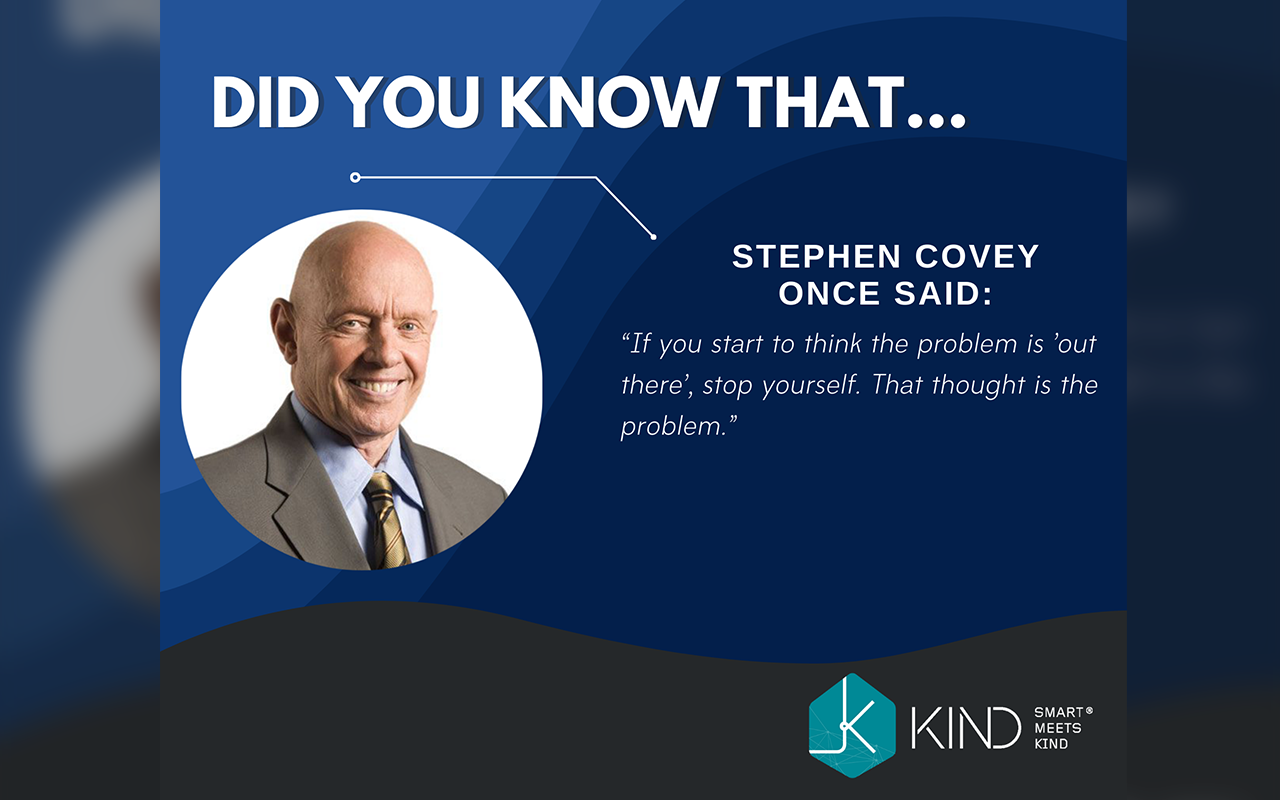 DID YOU KNOW THAT...
STEPHEN COVEY
ONCE SAID:
“If you start to think the problem is ’out
there’, stop yourself. That thought is the
problem.”
KIND
SMART®
MEETS
KIND